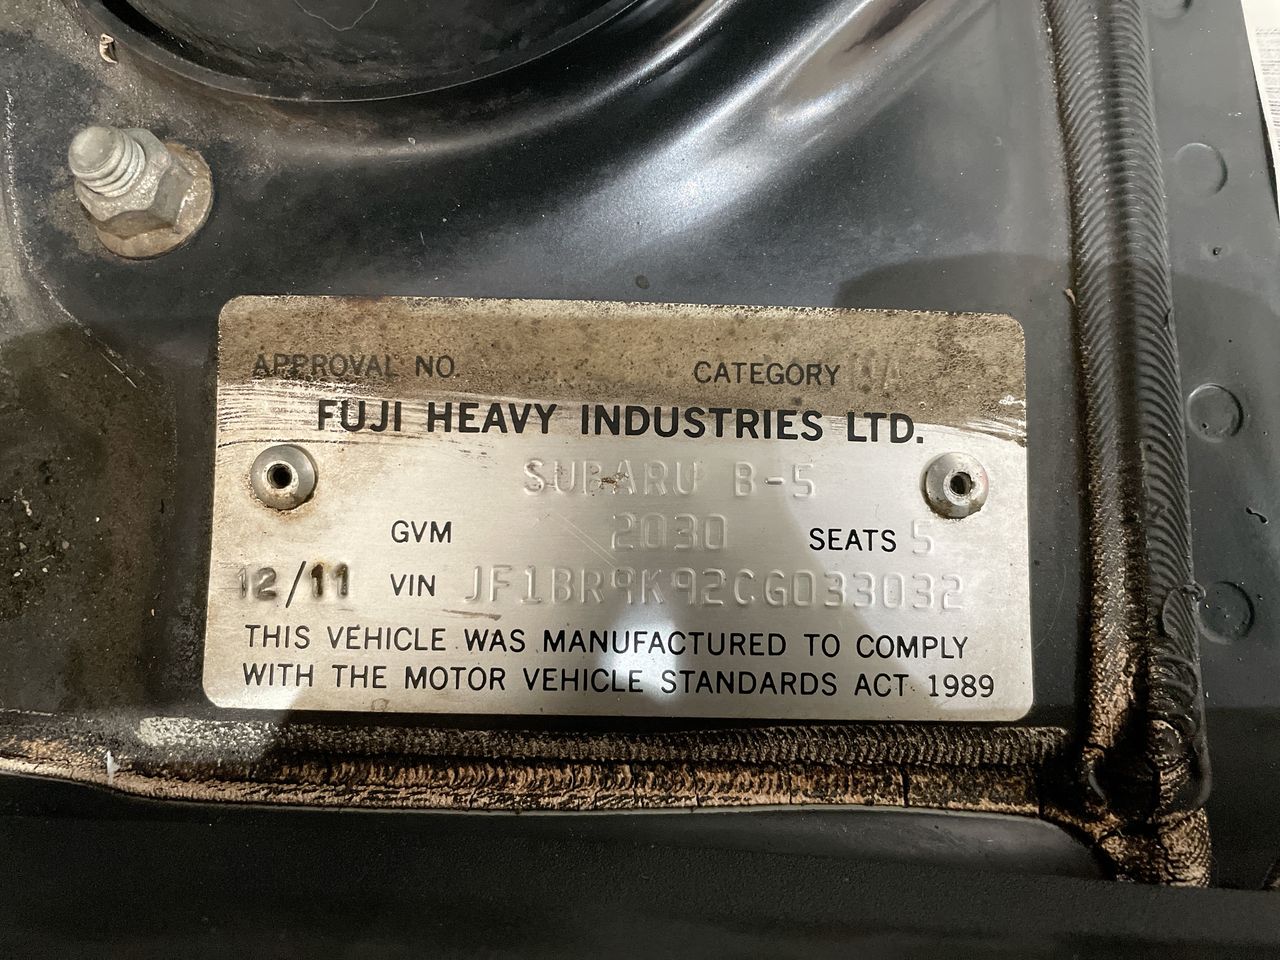 APPROVAL NO. CATEGORY
FUJI HEAVY INDUSTRIES LTD.
SUBARU B-5
GVM 2030 SEATS 5
12/11 VIN JF1BR9K92CG033032
THIS VEHICLE WAS MANUFACTURED TO COMPLY
WITH THE MOTOR VEHICLE STANDARDS ACT 1989